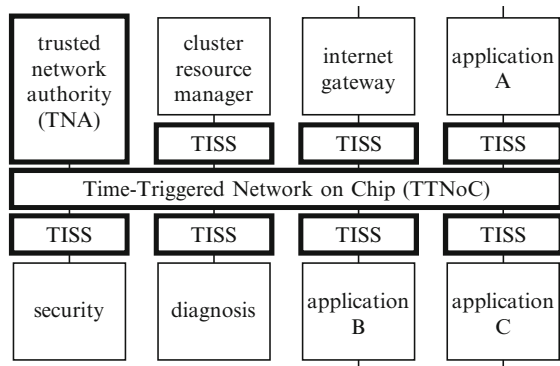 trusted
network
authority
(TNA)
cluster
resource
manager
internet
gateway
application
A
TISS
TISS
TISS
Time-Triggered Network on Chip (TTNoC)
TISS
TISS
TISS
TISS
security
diagnosis
application
B
application
C